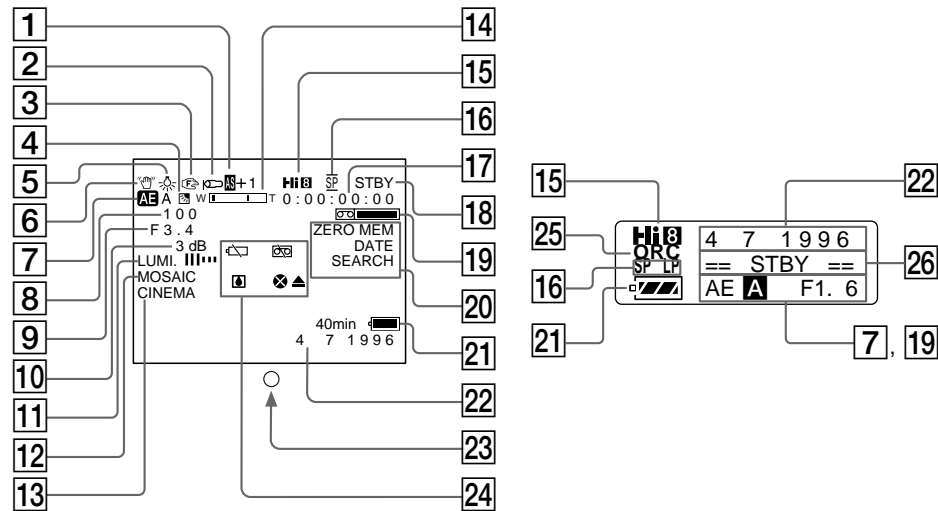 1
2
3
4
5
6
7
8
9
10
11
12
13
14
15
16
17
18
19
20
21
22
23
24
AS+1
Hi8 SP STBY
AE A W T 0:00:00:00
100
F3.4
3 dB
LUMI.
MOSAIC
CINEMA
ZERO MEM
DATE
SEARCH
40min
4 7 1996
15
25
16
21
22
26
7, 19
Hi8
ORC
SP LP
4 7 1996
== STBY ==
AE A F1. 6